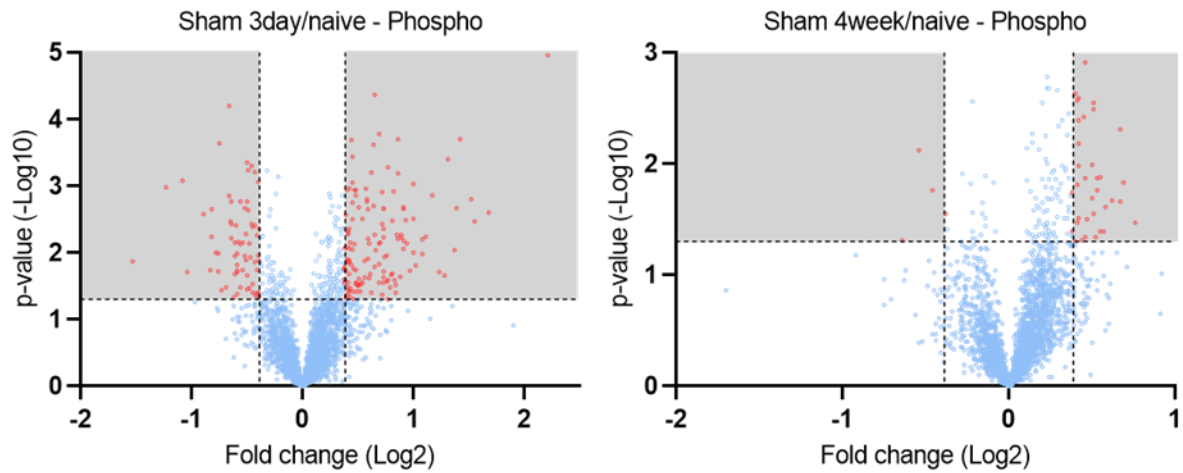 Sham 3day/naive - Phospho
5
4
3
2
1
0
p-value (-Log10)
-2 -1 0 1 2
Fold change (Log2)
Sham 4week/naive - Phospho
3
2
1
0
p-value (-Log10)
-2 -1 0 1
Fold change (Log2)